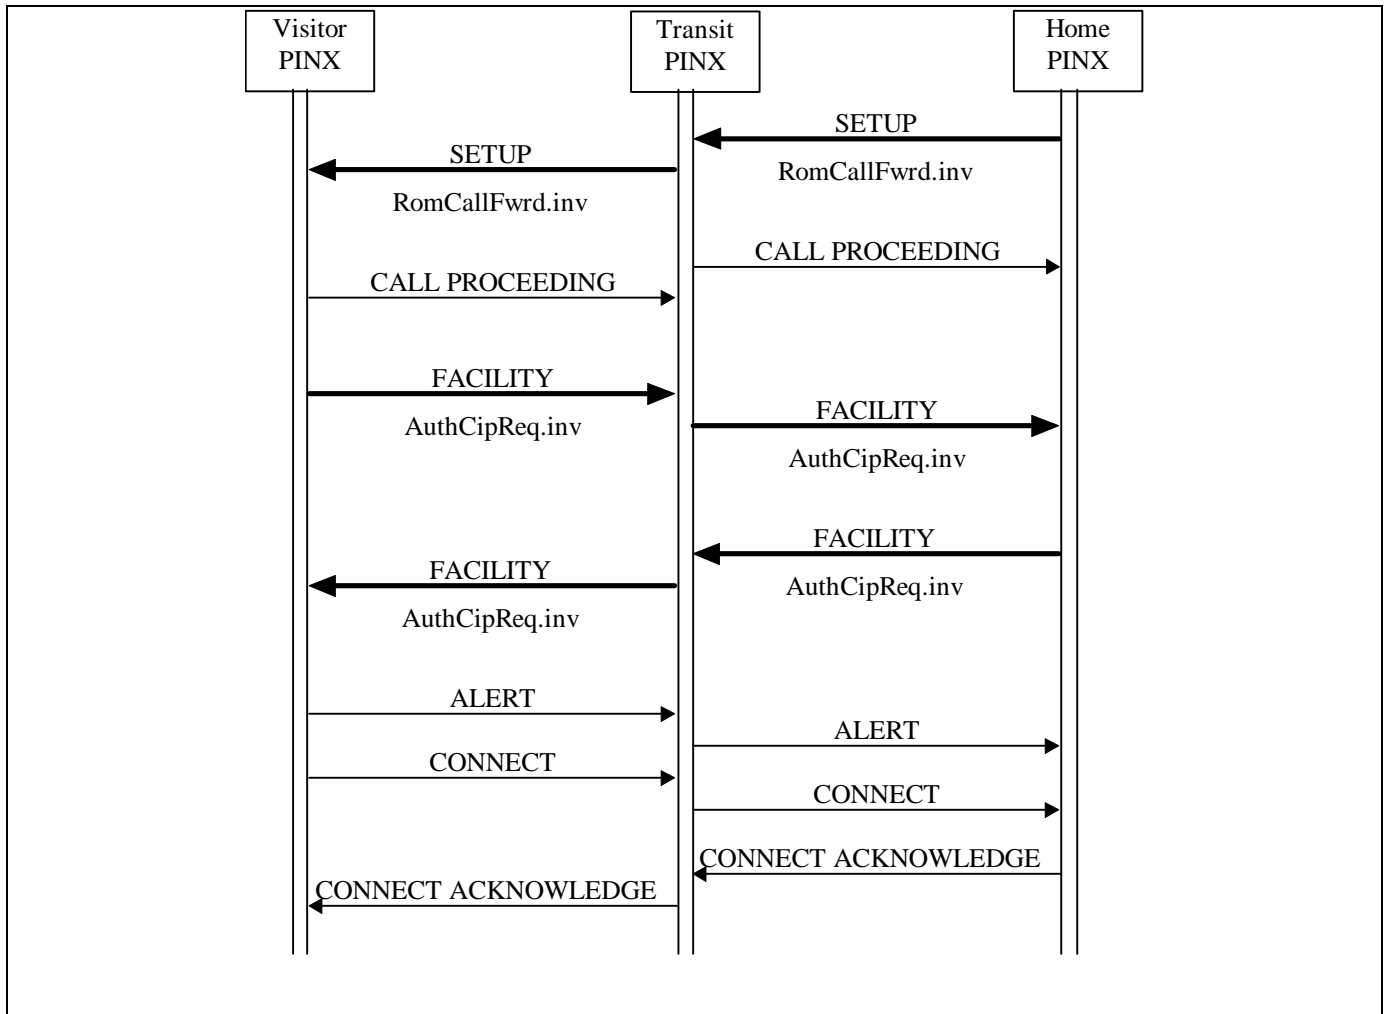 Visitor
PINX
Transit
PINX
Home
PINX
SETUP
SETUP
RomCallFwrd.inv
RomCallFwrd.inv
CALL PROCEEDING
CALL PROCEEDING
FACILITY
FACILITY
AuthCipReq.inv
AuthCipReq.inv
FACILITY
FACILITY
AuthCipReq.inv
AuthCipReq.inv
ALERT
ALERT
CONNECT
CONNECT
CONNECT ACKNOWLEDGE
CONNECT ACKNOWLEDGE